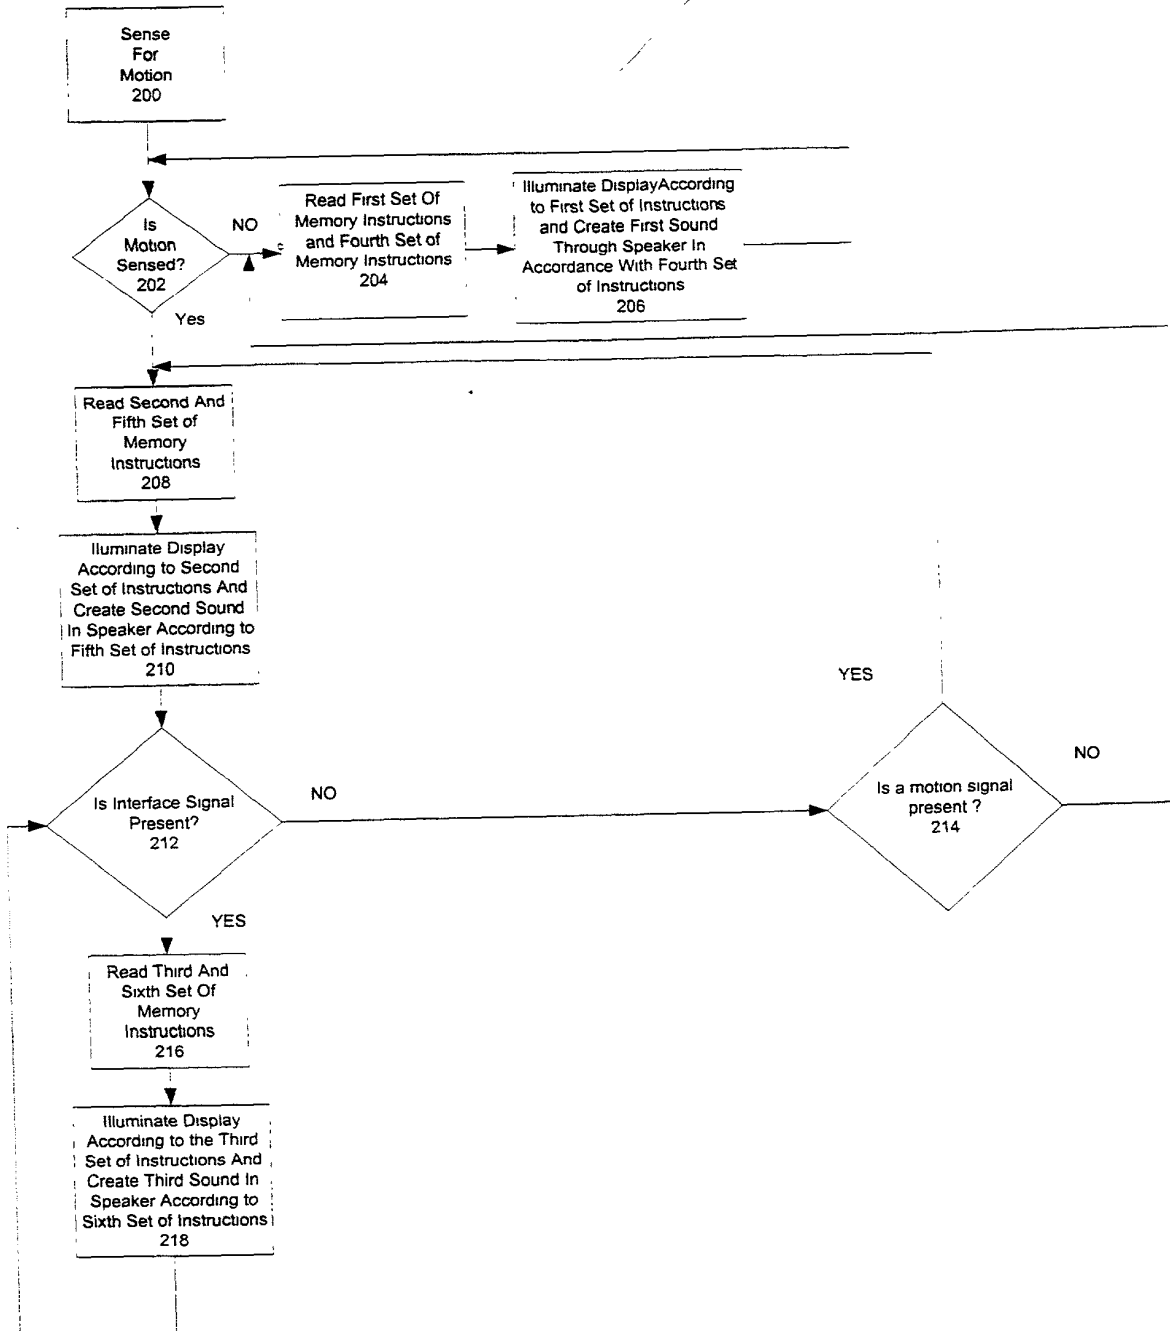 Sense
For
Motion
200
Is
Motion
Sensed?
202
NO
Yes
Read First Set Of
Memory Instructions
and Fourth Set of
Memory Instructions
204
Illuminate DisplayAccording
to First Set of Instructions
and Create First Sound
Through Speaker In
Accordance With Fourth Set
of Instructions
206
Read Second And
Fifth Set of
Memory
Instructions
208
Iluminate Display
According to Second
Set of Instructions And
Create Second Sound
In Speaker According to
Fifth Set of Instructions
210
Is Interface Signal
Present?
212
NO
YES
Is a motion signal
present ?
214
YES
NO
Read Third And
Sixth Set Of
Memory
Instructions
216
Illuminate Display
According to the Third
Set of Instructions And
Create Third Sound In
Speaker According to
Sixth Set of Instructions
218